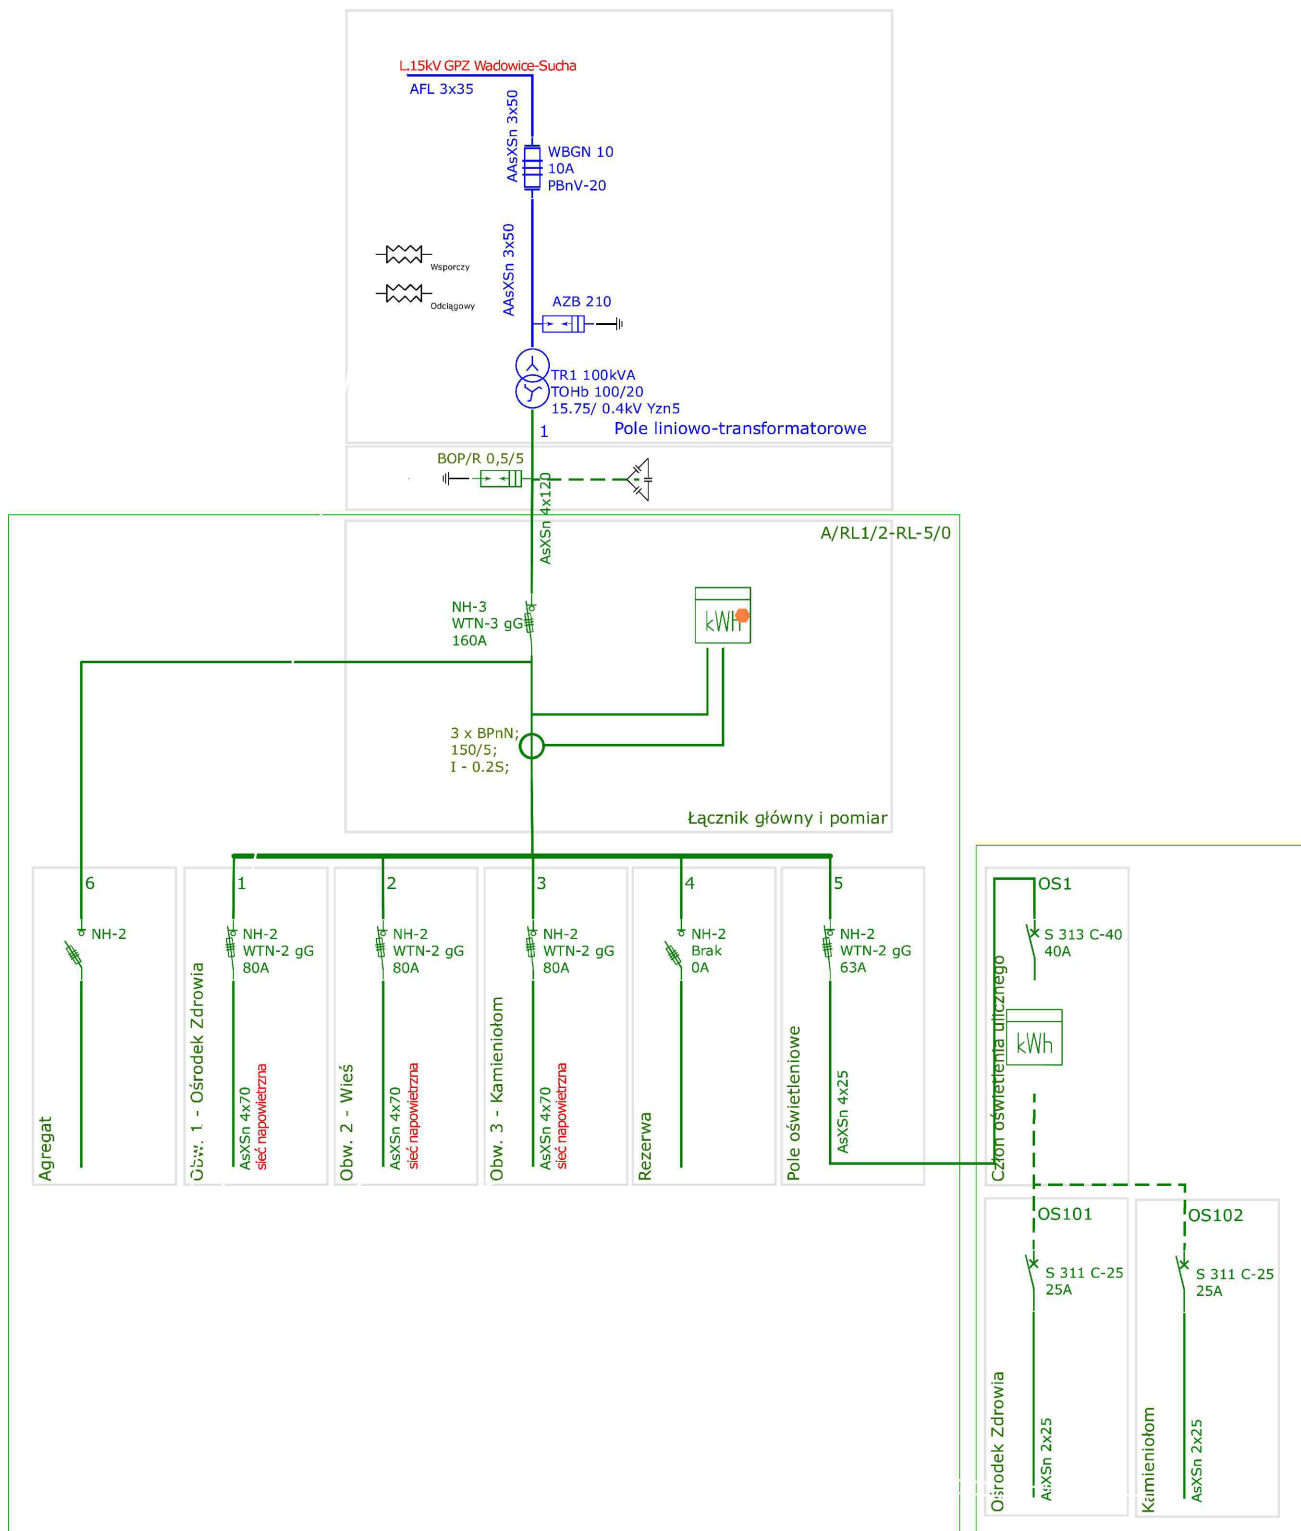 L.15kV GPZ Wadowice-Sucha
AFL 3x35
AAsXSn 3x50
WBGN 10
10A
PBnV-20
AAsXSn 3x50
Wsporczy
Odciągowy
AZB 210
TR1 100kVA
TOHb 100/20
15.75/ 0.4kV Yzn5
1
Pole liniowo-transformatorowe
BOP/R 0,5/5
AsXSn 4x120
A/RL1/2-RL-5/0
NH-3
WTN-3 gG
160A
kWh
3 x BPnN;
150/5;
I - 0.2S;
Łącznik główny i pomiar
6
NH-2
Agregat
1
NH-2
WTN-2 gG
80A
Obw. 1 - Ośrodek Zdrowia
AsXSn 4x70
sieć napowietrzna
2
NH-2
WTN-2 gG
80A
Obw. 2 - Wieś
AsXSn 4x70
sieć napowietrzna
3
NH-2
WTN-2 gG
80A
Obw. 3 - Kamieniołom
AsXSn 4x70
sieć napowietrzna
4
NH-2
Brak
0A
Rezerwa
5
NH-2
WTN-2 gG
63A
Pole oświetleniowe
AsXSn 4x25
OS1
S 313 C-40
40A
Człon oświetlenia ulicznego
kWh
OS101
S 311 C-25
25A
Ośrodek Zdrowia
AsXSn 2x25
OS102
S 311 C-25
25A
Kamieniołom
AsXSn 2x25